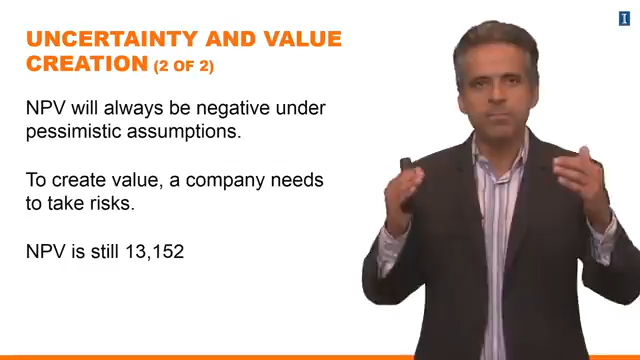 UNCERTAINTY AND VALUE
CREATION (2 OF 2)
NPV will always be negative under
pessimistic assumptions.
To create value, a company needs
to take risks.
NPV is still 13,152
I